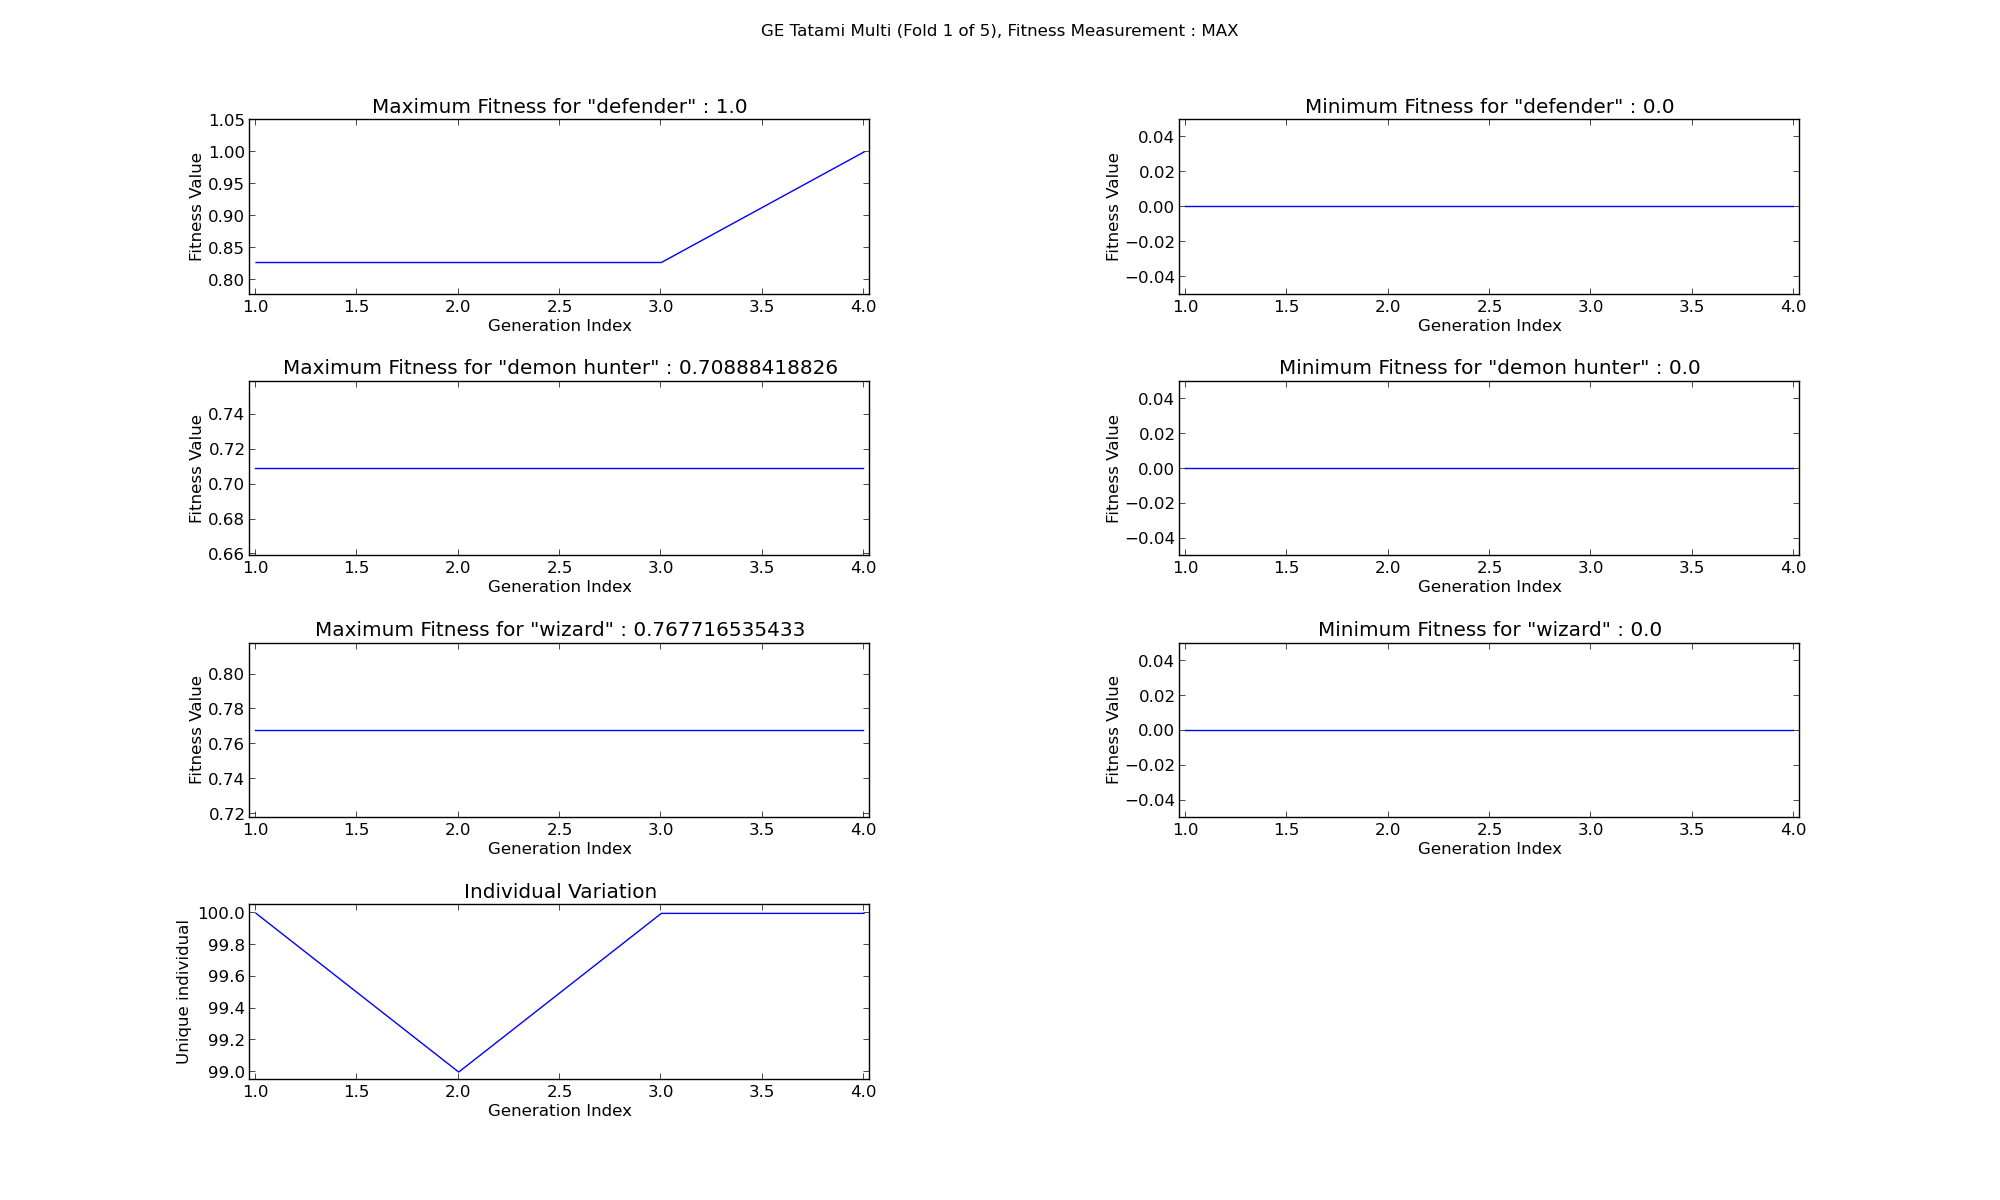 GE Tatami Multi (Fold 1 of 5), Fitness Measurement : MAX
Maximum Fitness for "defender" : 1.0
Fitness Value
1.05
1.00
0.95
0.90
0.85
0.80
1.0 1.5 2.0 2.5 3.0 3.5 4.0
Generation Index
Minimum Fitness for "defender" : 0.0
Fitness Value
0.04
0.02
0.00
−0.02
−0.04
1.0 1.5 2.0 2.5 3.0 3.5 4.0
Generation Index
Maximum Fitness for "demon hunter" : 0.70888418826
Fitness Value
0.74
0.72
0.70
0.68
0.66
1.0 1.5 2.0 2.5 3.0 3.5 4.0
Generation Index
Minimum Fitness for "demon hunter" : 0.0
Fitness Value
0.04
0.02
0.00
−0.02
−0.04
1.0 1.5 2.0 2.5 3.0 3.5 4.0
Generation Index
Maximum Fitness for "wizard" : 0.767716535433
Fitness Value
0.80
0.78
0.76
0.74
0.72
1.0 1.5 2.0 2.5 3.0 3.5 4.0
Generation Index
Minimum Fitness for "wizard" : 0.0
Fitness Value
0.04
0.02
0.00
−0.02
−0.04
1.0 1.5 2.0 2.5 3.0 3.5 4.0
Generation Index
Individual Variation
Unique individual
100.0
99.8
99.6
99.4
99.2
99.0
1.0 1.5 2.0 2.5 3.0 3.5 4.0
Generation Index